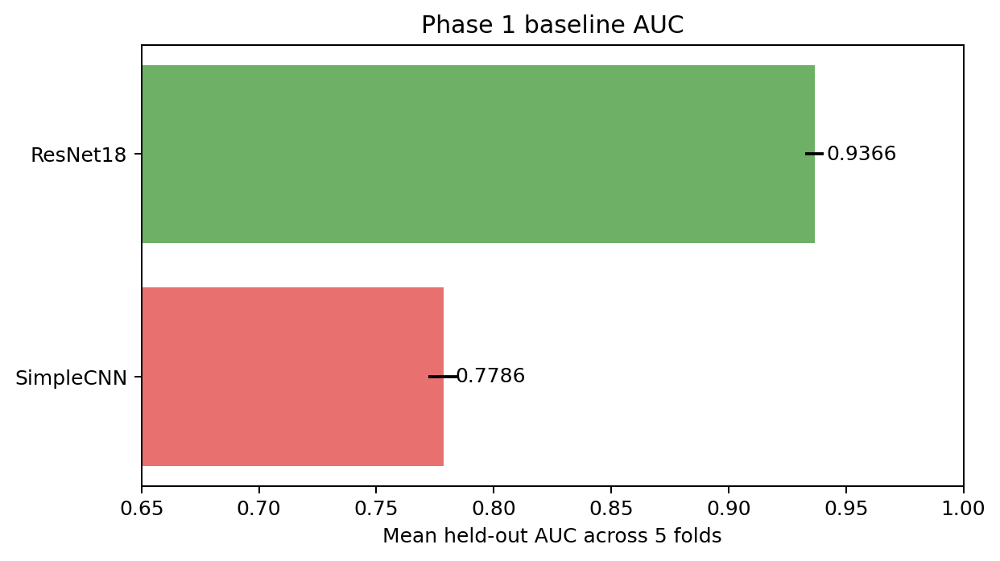 Phase 1 baseline AUC
ResNet18
0.9366
SimpleCNN
0.7786
0.65 0.70 0.75 0.80 0.85 0.90 0.95 1.00
Mean held-out AUC across 5 folds